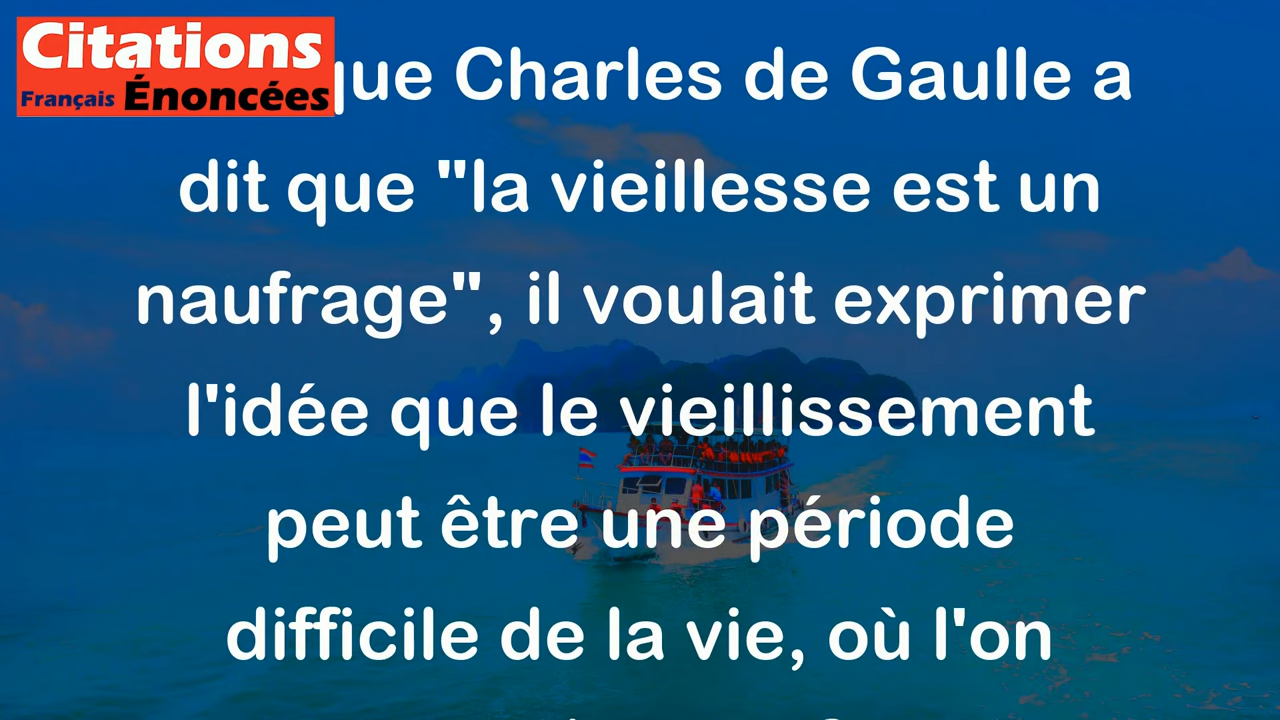 Citations
Français Énoncées
que Charles de Gaulle a
dit que "la vieillesse est un
naufrage", il voulait exprimer
l'idée que le vieillissement
peut être une période
difficile de la vie, où l'on